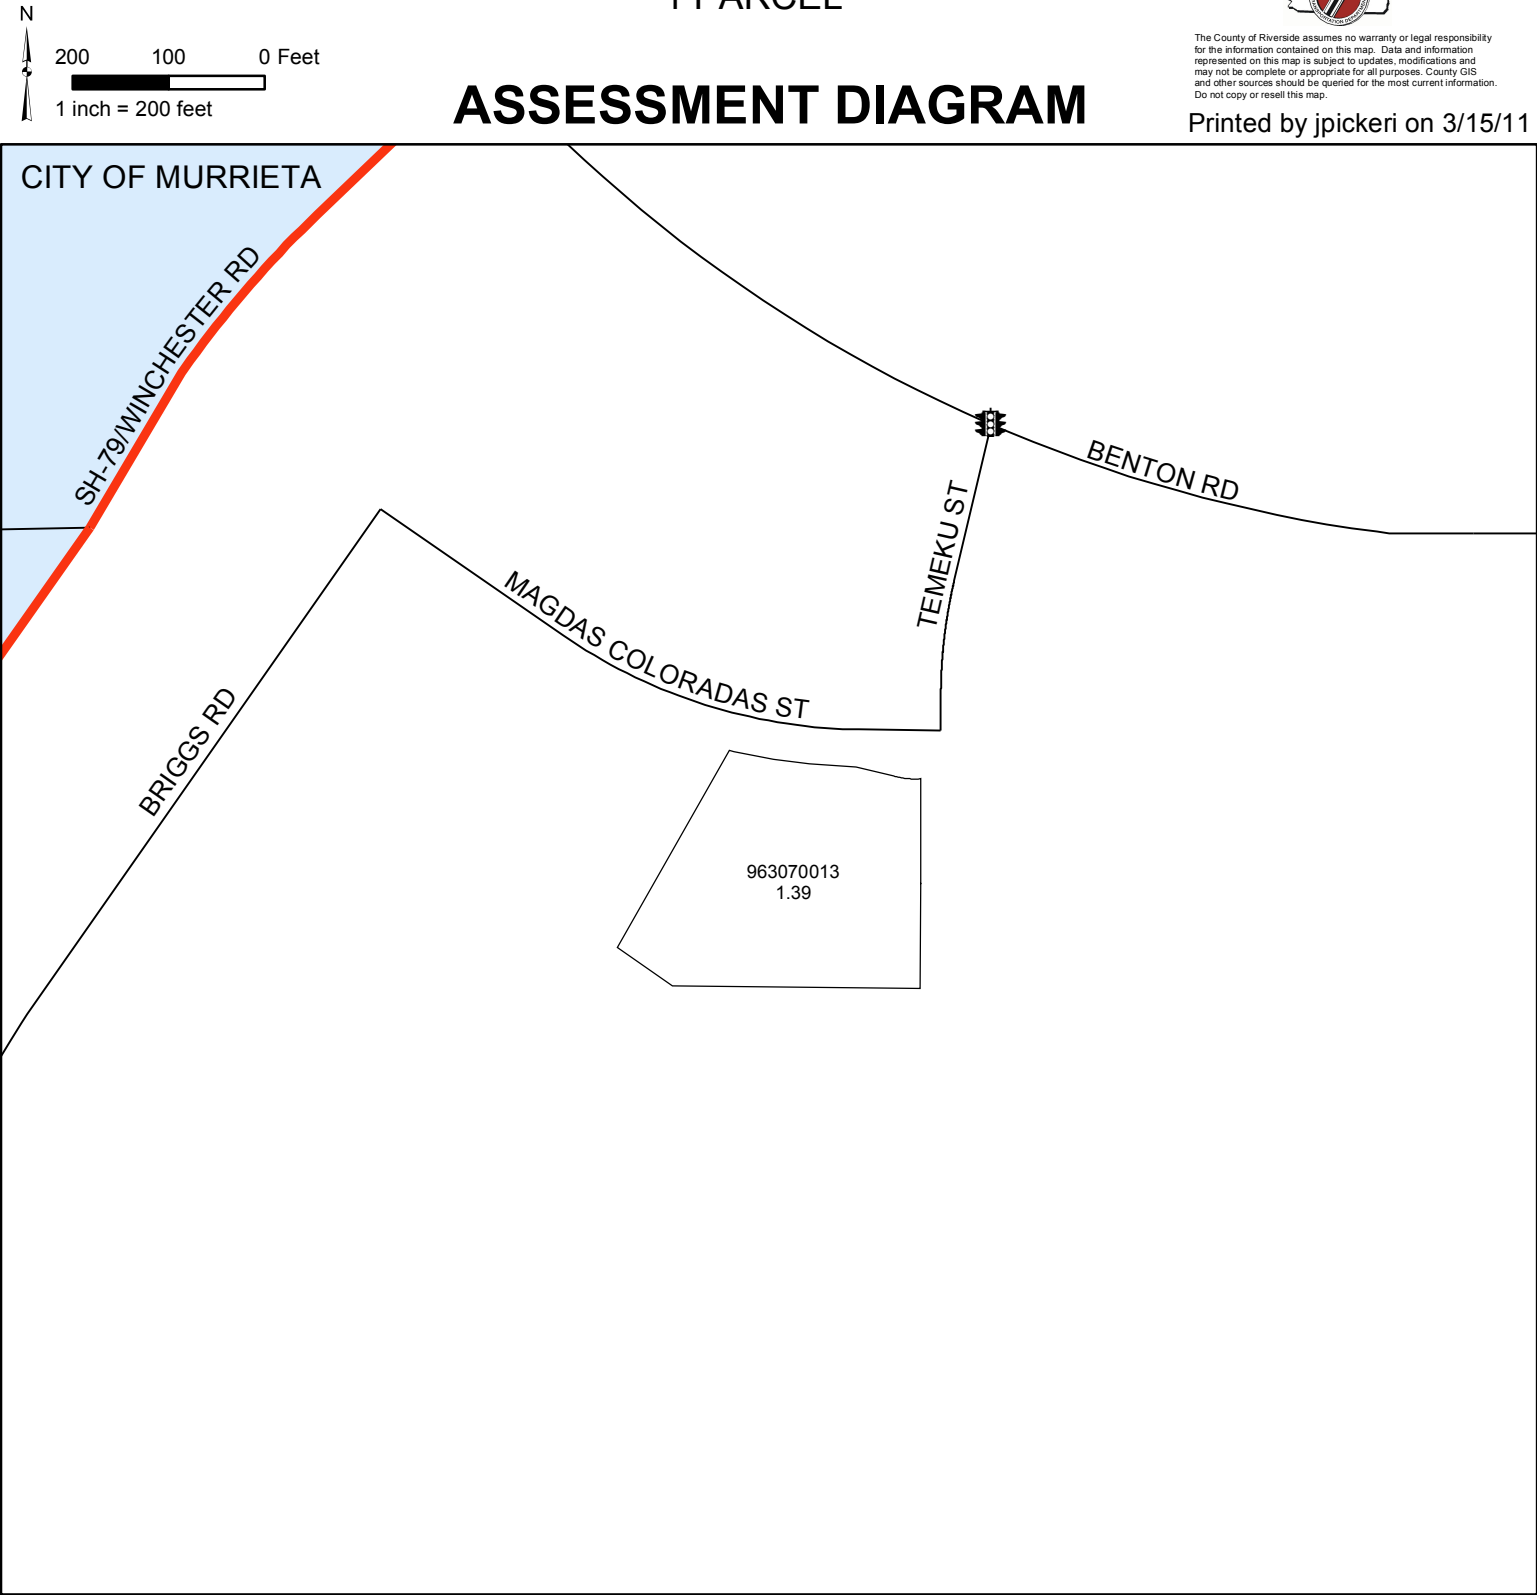 1 PARCEL
N
200 100 0 Feet
1 inch = 200 feet
ASSESSMENT DIAGRAM
TRANSPORTATION DEPARTMENT
The County of Riverside assumes no warranty or legal responsibility
for the information contained on this map. Data and information
represented on this map is subject to updates, modifications and
may not be complete or appropriate for all purposes. County GIS
and other sources should be queried for the most current information.
Do not copy or resell this map.
Printed by jpickeri on 3/15/11
CITY OF MURRIETA
SH-79/WINCHESTER RD
BENTON RD
TEMEKU ST
MAGDAS COLORADAS ST
BRIGGS RD
963070013
1.39